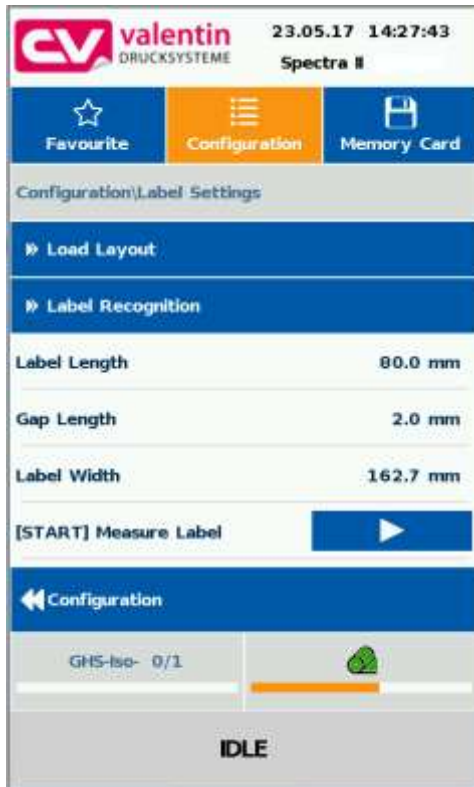 CV valentin
DRUCKSYSTEME
23.05.17 14:27:43
Spectra II
Favourite
Configuration
Memory Card
Configuration\Label Settings
Load Layout
Label Recognition
Label Length 80.0 mm
Gap Length 2.0 mm
Label Width 162.7 mm
[START] Measure Label
Configuration
GHS-Iso- 0/1
IDLE